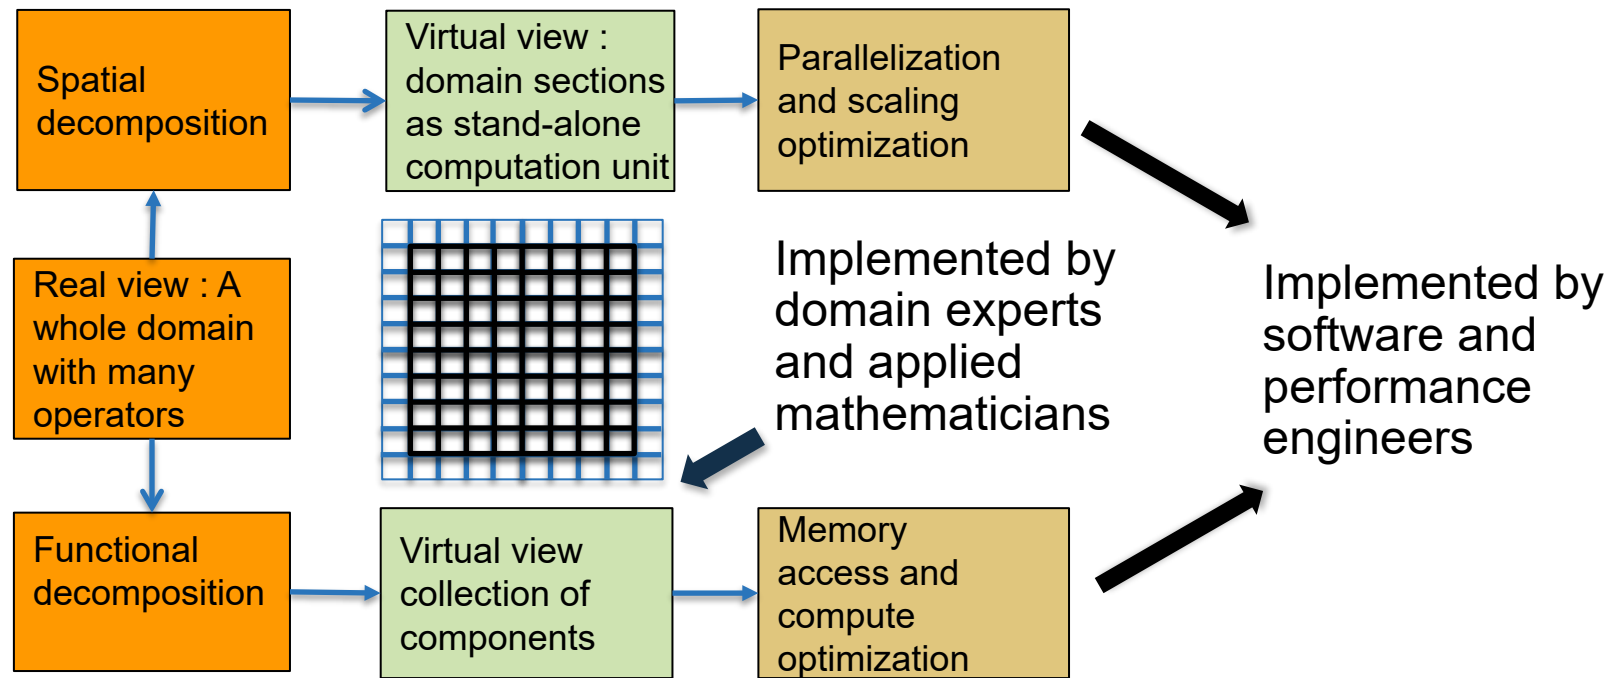 Spatial
decomposition
Virtual view :
domain sections
as stand-alone
computation unit
Parallelization
and scaling
optimization
Real view : A
whole domain
with many
operators
Implemented by
domain experts
and applied
mathematicians
Implemented by
software and
performance
engineers
Functional
decomposition
Virtual view
collection of
components
Memory
access and
compute
optimization